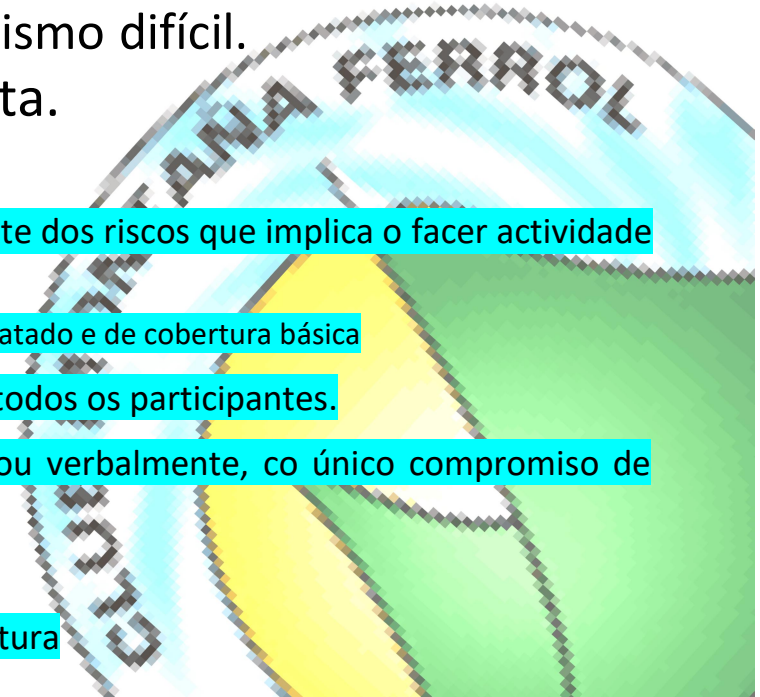 ismo difícil.
ta.
MONTAÑA FERROL
te dos riscos que implica o facer actividade
atado e de cobertura básica
todos os participantes.
ou verbalmente, co único compromiso de
tura